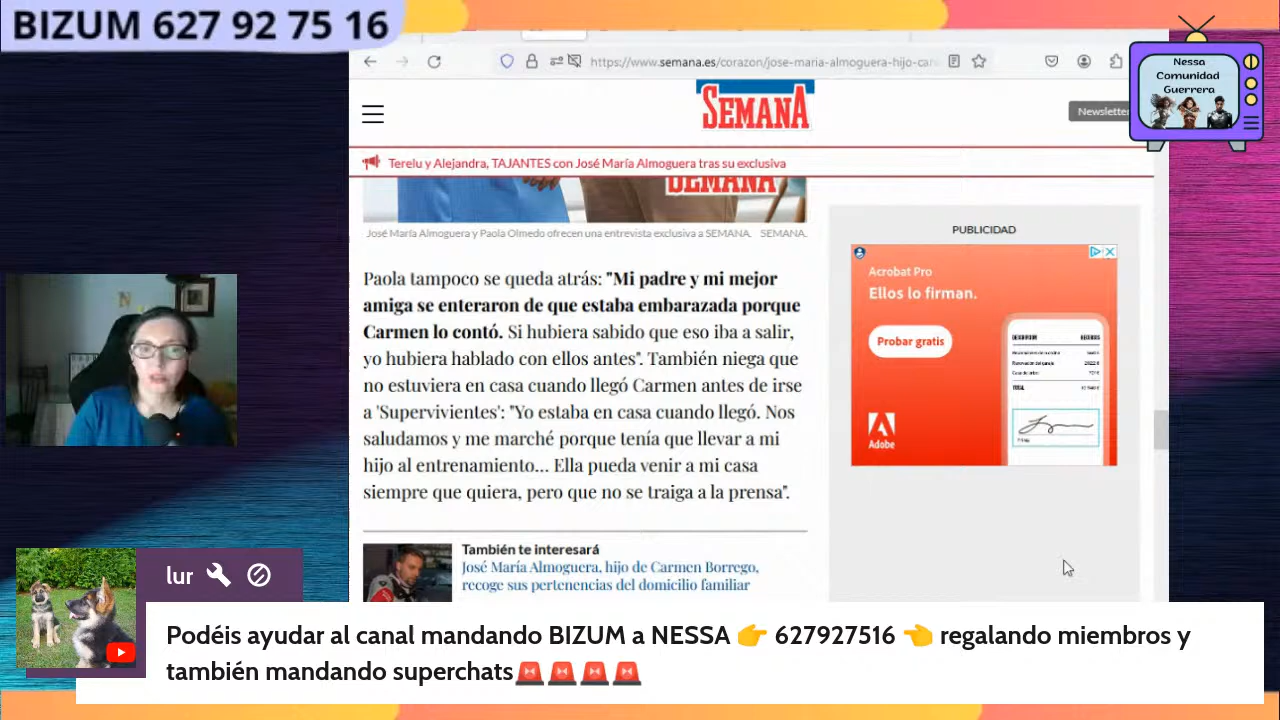 BIZUM 627 92 75 16
https://www.semana.es/corazon/jose-maria-almoguera-hijo-car
Nessa
Comunidad
Guerrera
SEMANA
Newsletter
Terelu y Alejandra, TAJANTES con José María Almoguera tras su exclusiva
SEMANA
José María Almoguera y Paola Olmedo ofrecen una entrevista exclusiva a SEMANA. SEMANA.
Paola tampoco se queda atrás: "Mi padre y mi mejor
amiga se enteraron de que estaba embarazada porque
Carmen lo contó. Si hubiera sabido que eso iba a salir,
yo hubiera hablado con ellos antes". También niega que
no estuviera en casa cuando llegó Carmen antes de irse
a 'Supervivientes': "Yo estaba en casa cuando llegó. Nos
saludamos y me marché porque tenía que llevar a mi
hijo al entrenamiento... Ella pueda venir a mi casa
siempre que quiera, pero que no se traiga a la prensa".
PUBLICIDAD
Acrobat Pro
Ellos lo firman.
Probar gratis
TOTAL
Adobe
También te interesará
José María Almoguera, hijo de Carmen Borrego,
recoge sus pertenencias del domicilio familiar
lur
Podéis ayudar al canal mandando BIZUM a NESSA 👉 627927516 👈 regalando miembros y
también mandando superchats🚨🚨🚨🚨